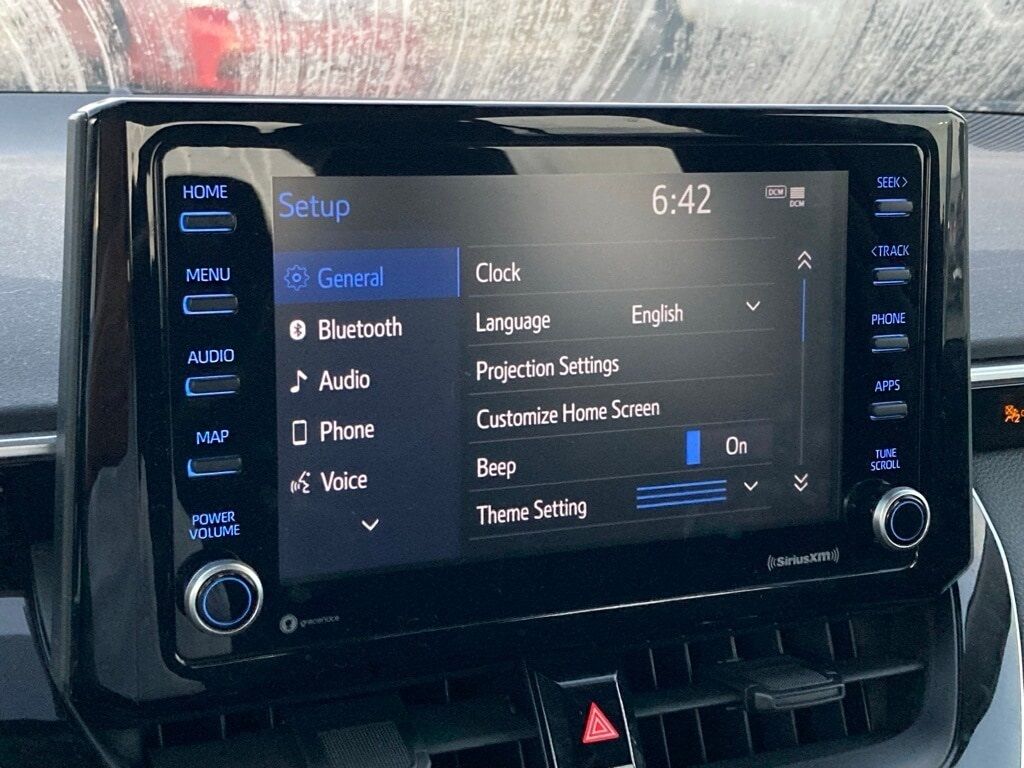 HOME
MENU
AUDIO
MAP
POWER
VOLUME
Setup
6:42
DCM
DCM
General
Bluetooth
Audio
Phone
Voice
Clock
Language English
Projection Settings
Customize Home Screen
Beep On
Theme Setting
SEEK>
<TRACK
PHONE
APPS
TUNE
SCROLL
gracenote
((SiriusXM))